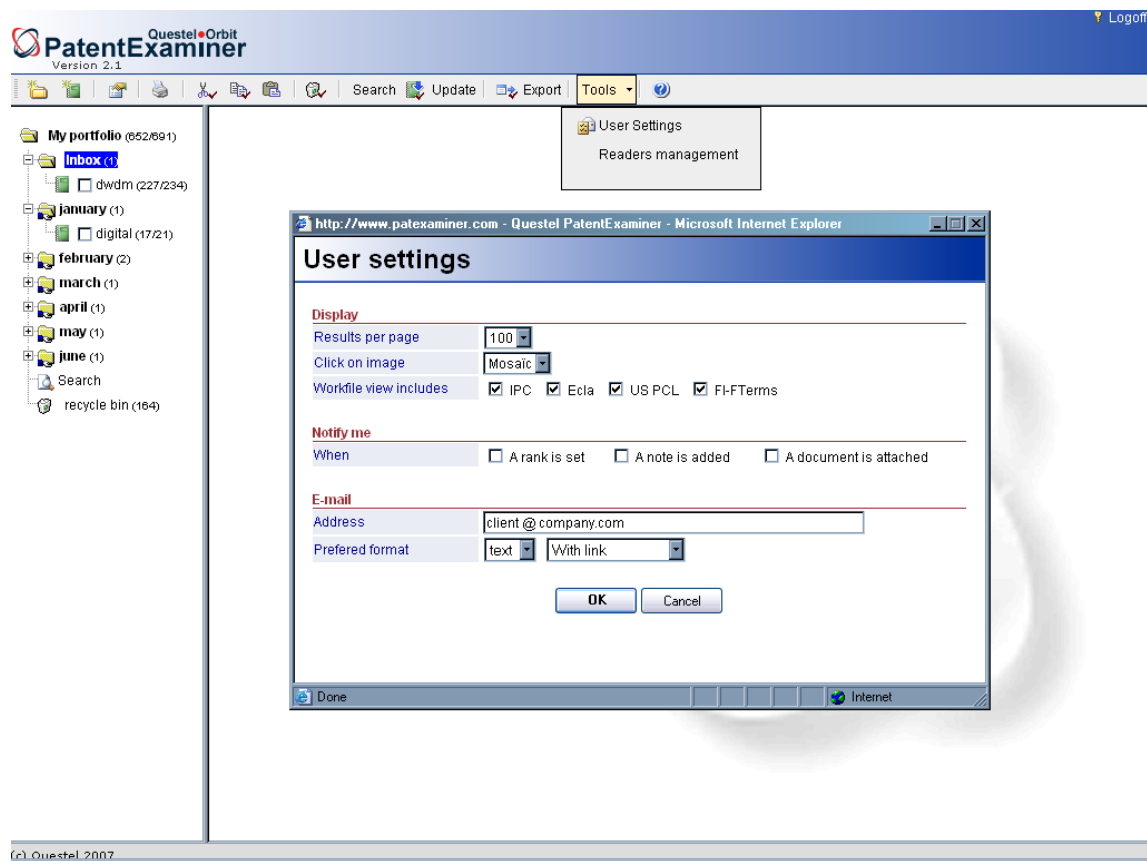 Logoff
Questel•Orbit
PatentExaminer
Version 2.1
Search Update Export Tools
User Settings
Readers management
My portfolio (652/691)
Inbox (1)
dwdm (227/234)
january (1)
digital (17/21)
february (2)
march (1)
april (1)
may (1)
june (1)
Search
recycle bin (164)
http://www.patexaminer.com - Questel PatentExaminer - Microsoft Internet Explorer
User settings
Display
Results per page 100
Click on image Mosaïc
Workfile view includes IPC Ecla US PCL FI-FTerms
Notify me
When A rank is set A note is added A document is attached
E-mail
Address client @ company.com
Prefered format text With link
OK Cancel
Done Internet
(c) Questel 2007